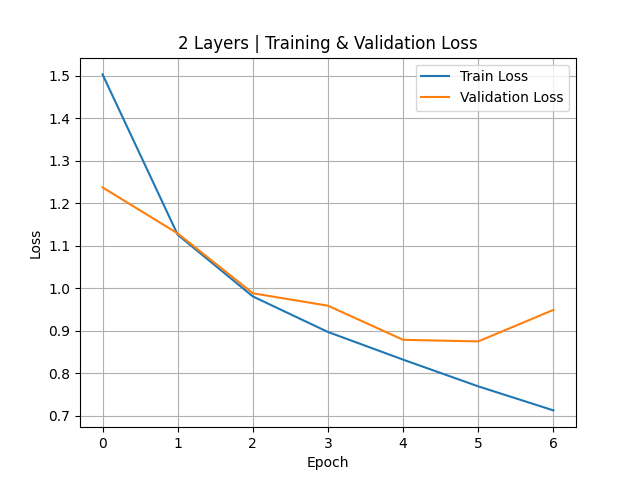 2 Layers | Training & Validation Loss
Train Loss
Validation Loss
Loss
1.5
1.4
1.3
1.2
1.1
1.0
0.9
0.8
0.7
0 1 2 3 4 5 6
Epoch